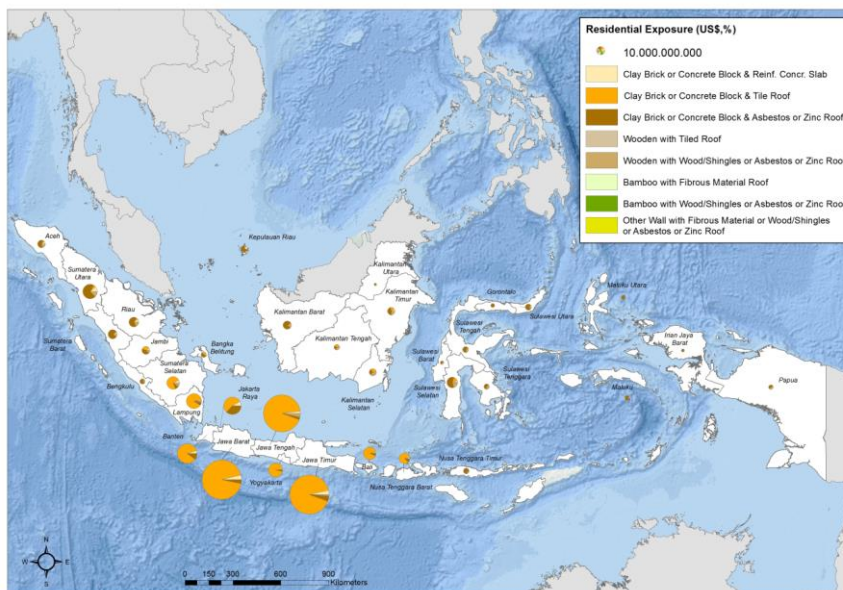 Residential Exposure (US$,%)
10.000.000.000
Clay Brick or Concrete Block & Reinf. Concr. Slab
Clay Brick or Concrete Block & Tile Roof
Clay Brick or Concrete Block & Asbestos or Zinc Roof
Wooden with Tiled Roof
Wooden with Wood/Shingles or Asbestos or Zinc Roof
Bamboo with Fibrous Material Roof
Bamboo with Wood/Shingles or Asbestos or Zinc Roof
Other Wall with Fibrous Material or Wood/Shingles
or Asbestos or Zinc Roof
Aceh
Kepulauan Riau
Sumatera
Utara
Kalimantan
Utara
Riau
Kalimantan
Timur
Gorontalo
Maluku Utara
Sulawesi Utara
Kalimantan Barat
Sulawesi
Tengah
Irian Jaya
Barat
Sumatera
Barat
Jambi
Bangka
Belitung
Kalimantan Tengah
Sumatera
Selatan
Sulawesi
Barat
Sulawesi
Tenggara
Papua
Bengkulu
Jakarta
Raya
Kalimantan
Selatan
Sulawesi
Selatan
Maluku
Lampung
Banten
Jawa Barat
Jawa Tengah
Jawa Timur
Bali
Nusa Tenggara Timur
Yogyakarta
Nusa Tenggara Barat
N
W
E
S
0 150 300 600 900
Kilometers